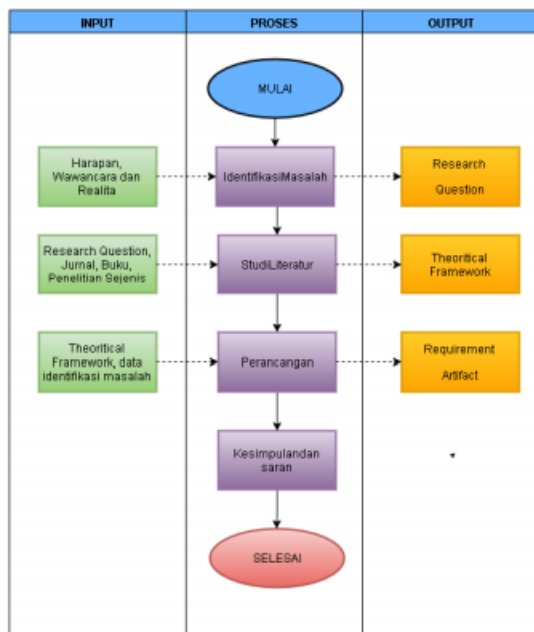 INPUT
PROSES
OUTPUT
MULAI
Harapan,
Wawancara dan
Realita
IdentifikasiMasalah
Research
Question
Research Question,
Jurnal, Buku,
Penelitian Sejenis
StudiLiteratur
Theoritical
Framework
Theoritical
Framework, data
identifikasi masalah
Perancangan
Requirement
Artifact
Kesimpulandan
saran
SELESAI